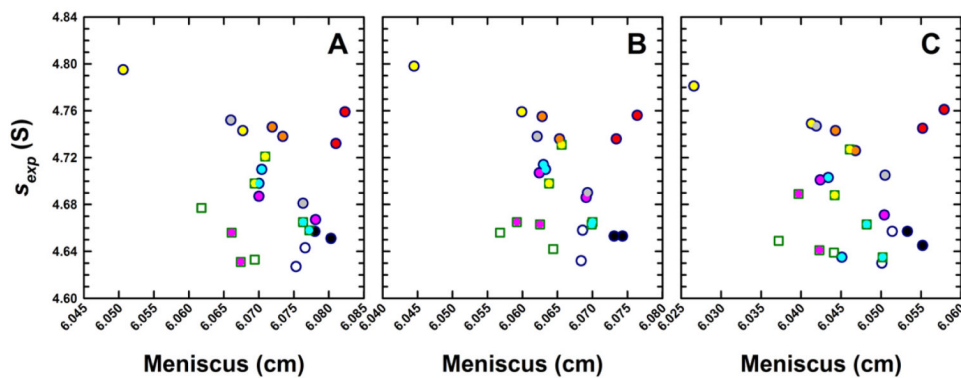 4.84
4.80
4.76
4.72
4.68
4.64
4.60
s_exp (S)
A
B
C
6.045 6.050 6.055 6.060 6.065 6.070 6.075 6.080 6.085
6.040 6.045 6.050 6.055 6.060 6.065 6.070 6.075 6.080
6.025 6.030 6.035 6.040 6.045 6.050 6.055 6.060
Meniscus (cm)
Meniscus (cm)
Meniscus (cm)